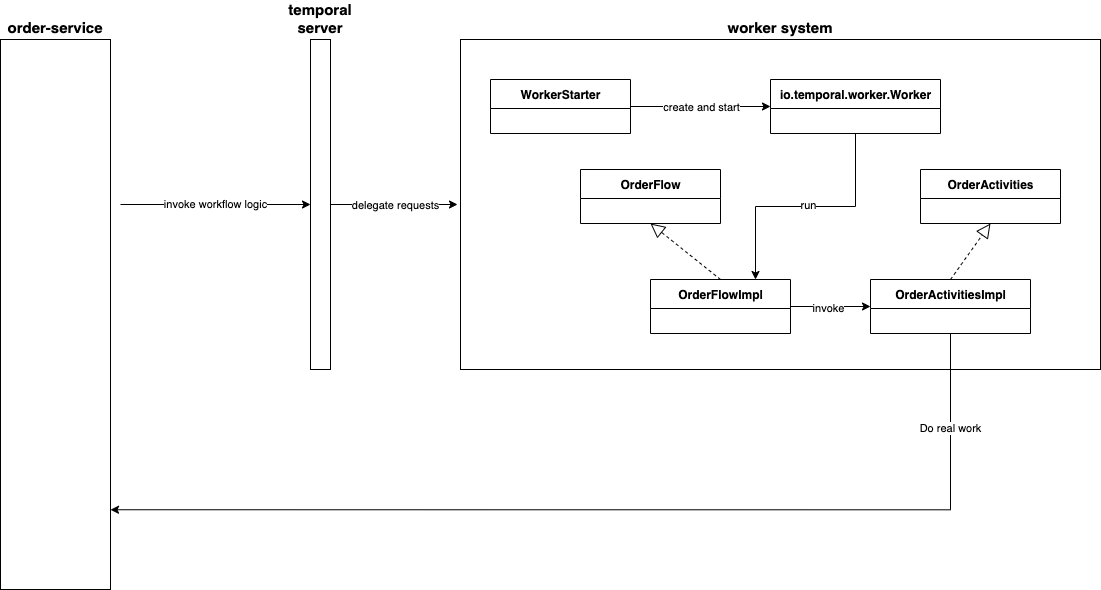 order-service
temporal
server
worker system
WorkerStarter
create and start
io.temporal.worker.Worker
OrderFlow
OrderActivities
invoke workflow logic
delegate requests
run
OrderFlowImpl
invoke
OrderActivitiesImpl
Do real work